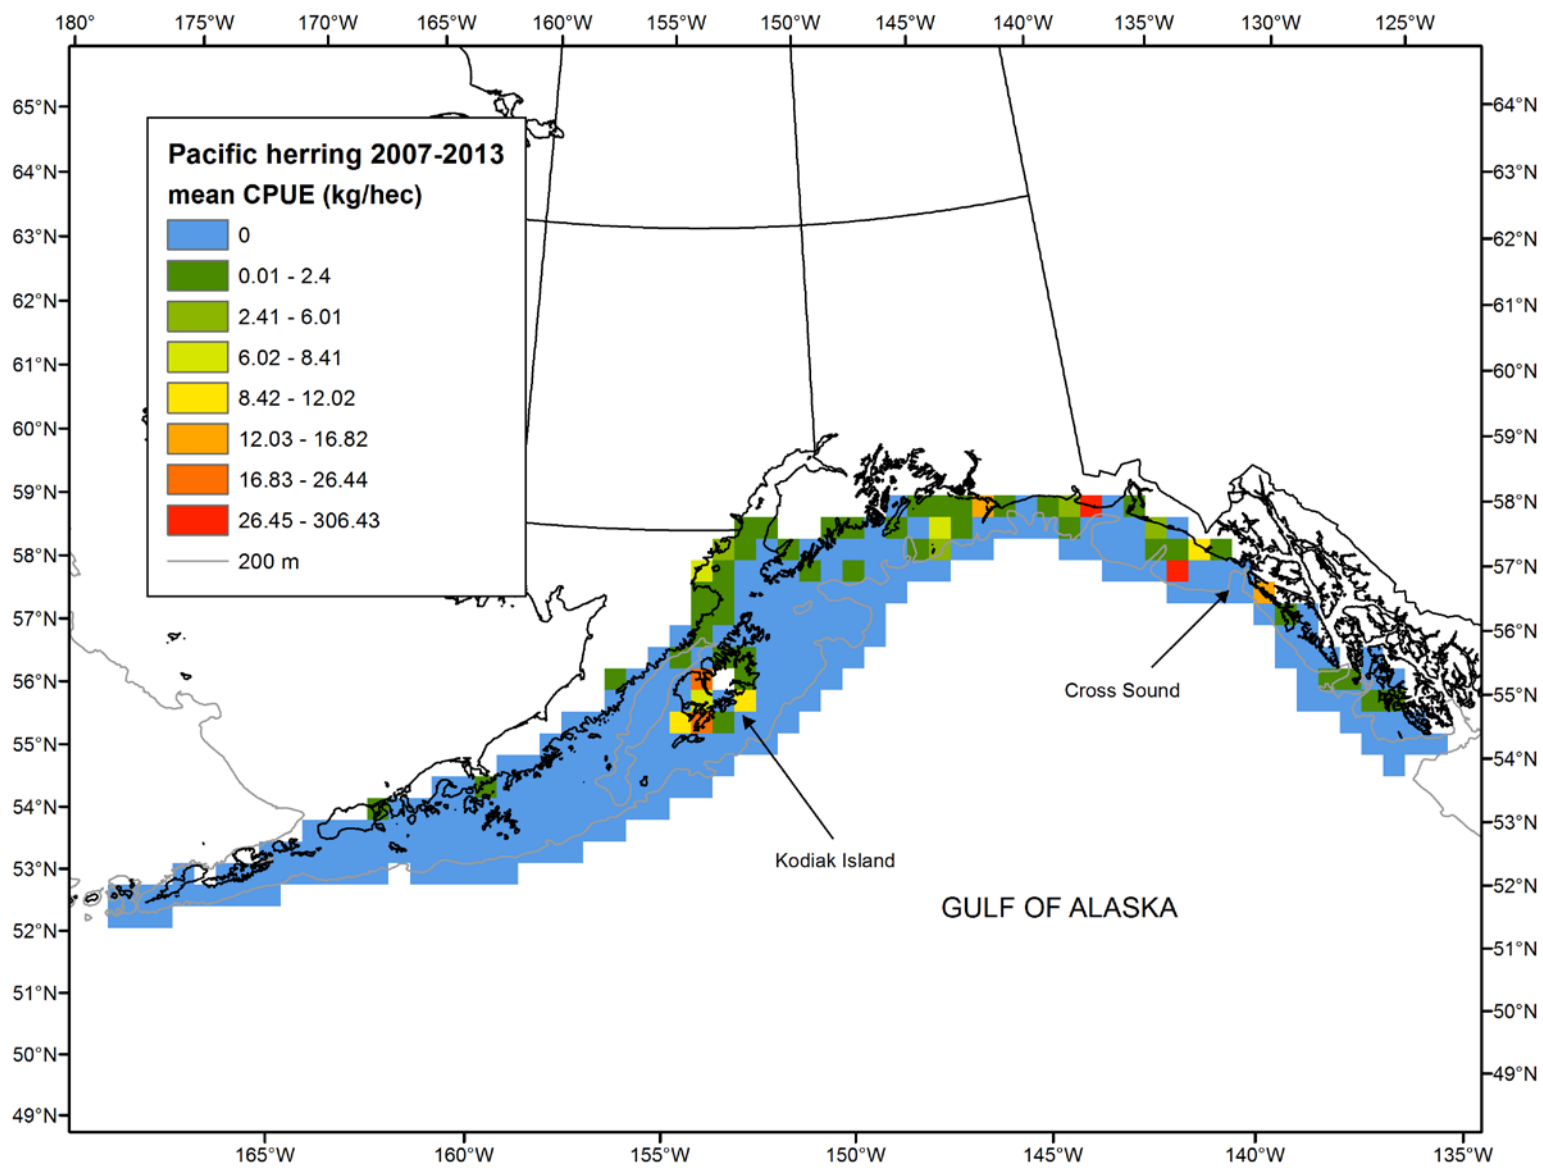 180° 175°W 170°W 165°W 160°W 155°W 150°W 145°W 140°W 135°W 130°W 125°W
65°N
64°N
63°N
62°N
61°N
60°N
59°N
58°N
57°N
56°N
55°N
54°N
53°N
52°N
51°N
50°N
49°N
Pacific herring 2007-2013
mean CPUE (kg/hec)
0
0.01 - 2.4
2.41 - 6.01
6.02 - 8.41
8.42 - 12.02
12.03 - 16.82
16.83 - 26.44
26.45 - 306.43
200 m
Cross Sound
Kodiak Island
GULF OF ALASKA
64°N
63°N
62°N
61°N
60°N
59°N
58°N
57°N
56°N
55°N
54°N
53°N
52°N
51°N
50°N
49°N
165°W 160°W 155°W 150°W 145°W 140°W 135°W